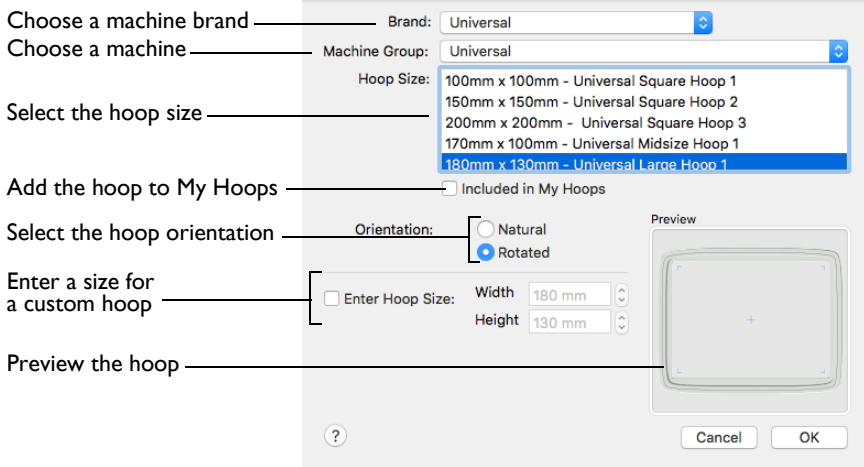 Choose a machine brand
Brand: Universal
Choose a machine
Machine Group: Universal
Hoop Size:
100mm x 100mm - Universal Square Hoop 1
150mm x 150mm - Universal Square Hoop 2
Select the hoop size
200mm x 200mm -  Universal Square Hoop 3
170mm x 100mm - Universal Midsize Hoop 1
180mm x 130mm - Universal Large Hoop 1
Add the hoop to My Hoops
Included in My Hoops
Select the hoop orientation
Orientation:
Natural
Rotated
Preview
Enter a size for
a custom hoop
Enter Hoop Size:
Width 180 mm
Height 130 mm
Preview the hoop
?
Cancel
OK